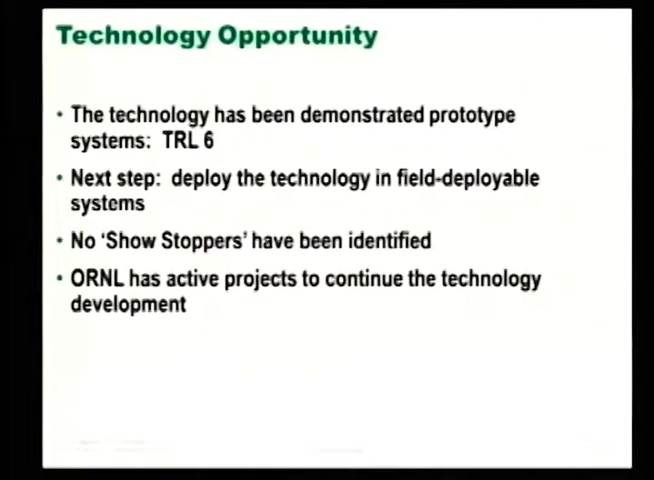 Technology Opportunity
• The technology has been demonstrated prototype
systems: TRL 6
• Next step: deploy the technology in field-deployable
systems
• No 'Show Stoppers' have been identified
• ORNL has active projects to continue the technology
development